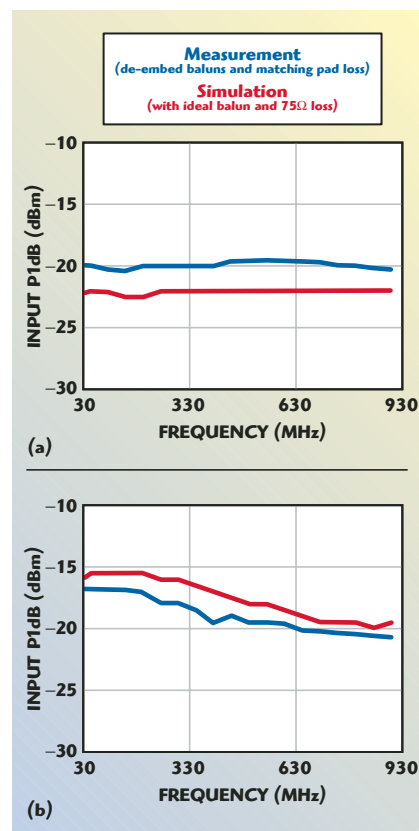 Measurement
(de-embed baluns and matching pad loss)
Simulation
(with ideal balun and 75Ω loss)
INPUT P1dB (dBm)
−10
−15
−20
−25
−30
30 330 630 930
FREQUENCY (MHz)
(a)
INPUT P1dB (dBm)
−10
−15
−20
−25
−30
30 330 630 930
FREQUENCY (MHz)
(b)